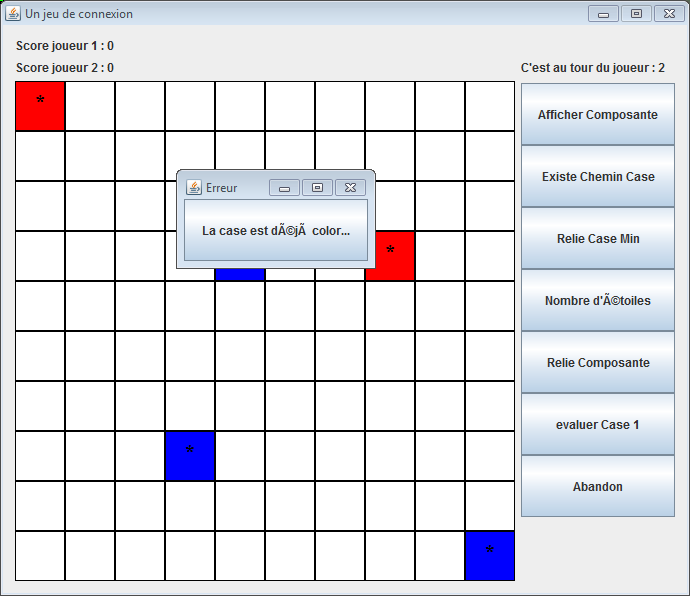 Un jeu de connexion
Score joueur 1 : 0
Score joueur 2 : 0
C'est au tour du joueur : 2
*
Afficher Composante
Existe Chemin Case
Erreur
La case est dÃ©jÃ  color...
*
Relie Case Min
Nombre d'Ã©toiles
Relie Composante
*
evaluer Case 1
Abandon
*